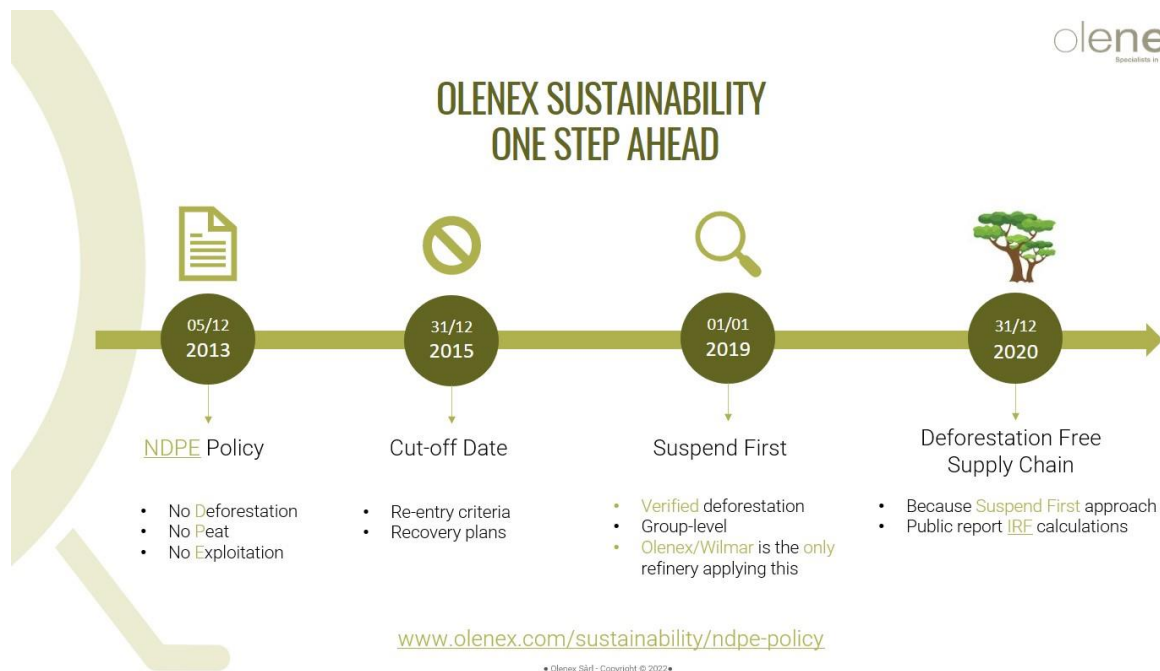 olene
Specialists in
OLENEX SUSTAINABILITY
ONE STEP AHEAD
05/12
2013
31/12
2015
01/01
2019
31/12
2020
NDPE Policy
• No Deforestation
• No Peat
• No Exploitation
Cut-off Date
• Re-entry criteria
• Recovery plans
Suspend First
• Verified deforestation
• Group-level
• Olenex/Wilmar is the only
refinery applying this
Deforestation Free
Supply Chain
• Because Suspend First approach
• Public report IRF calculations
www.olenex.com/sustainability/ndpe-policy
• Olenex Sàrl - Copyright © 2022•